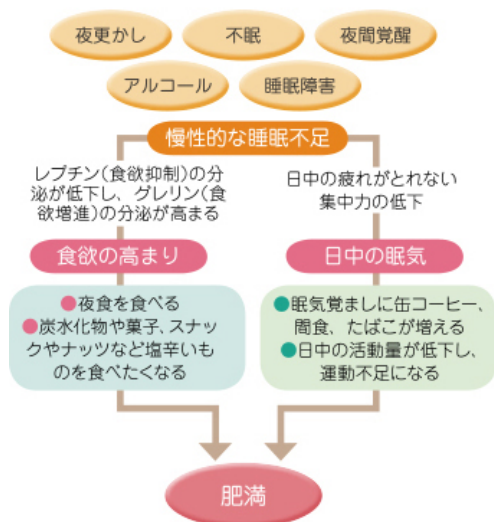 夜更かし
不眠
夜間覚醒
アルコール
睡眠障害
慢性的な睡眠不足
レプチン(食欲抑制)の分
泌が低下し、グレリン(食
欲増進)の分泌が高まる
日中の疲れがとれない
集中力の低下
食欲の高まり
日中の眠気
●夜食を食べる
●炭水化物や菓子、スナッ
クやナッツなど塩辛いも
のを食べたくなる
●眠気覚ましに缶コーヒー、
間食、たばこが増える
●日中の活動量が低下し、
運動不足になる
肥満